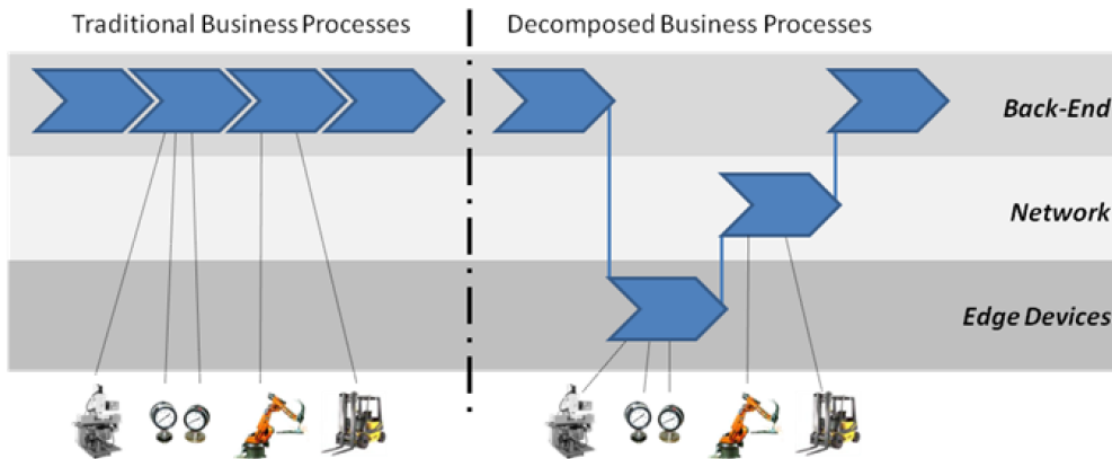 Traditional Business Processes
Decomposed Business Processes
Back-End
Network
Edge Devices